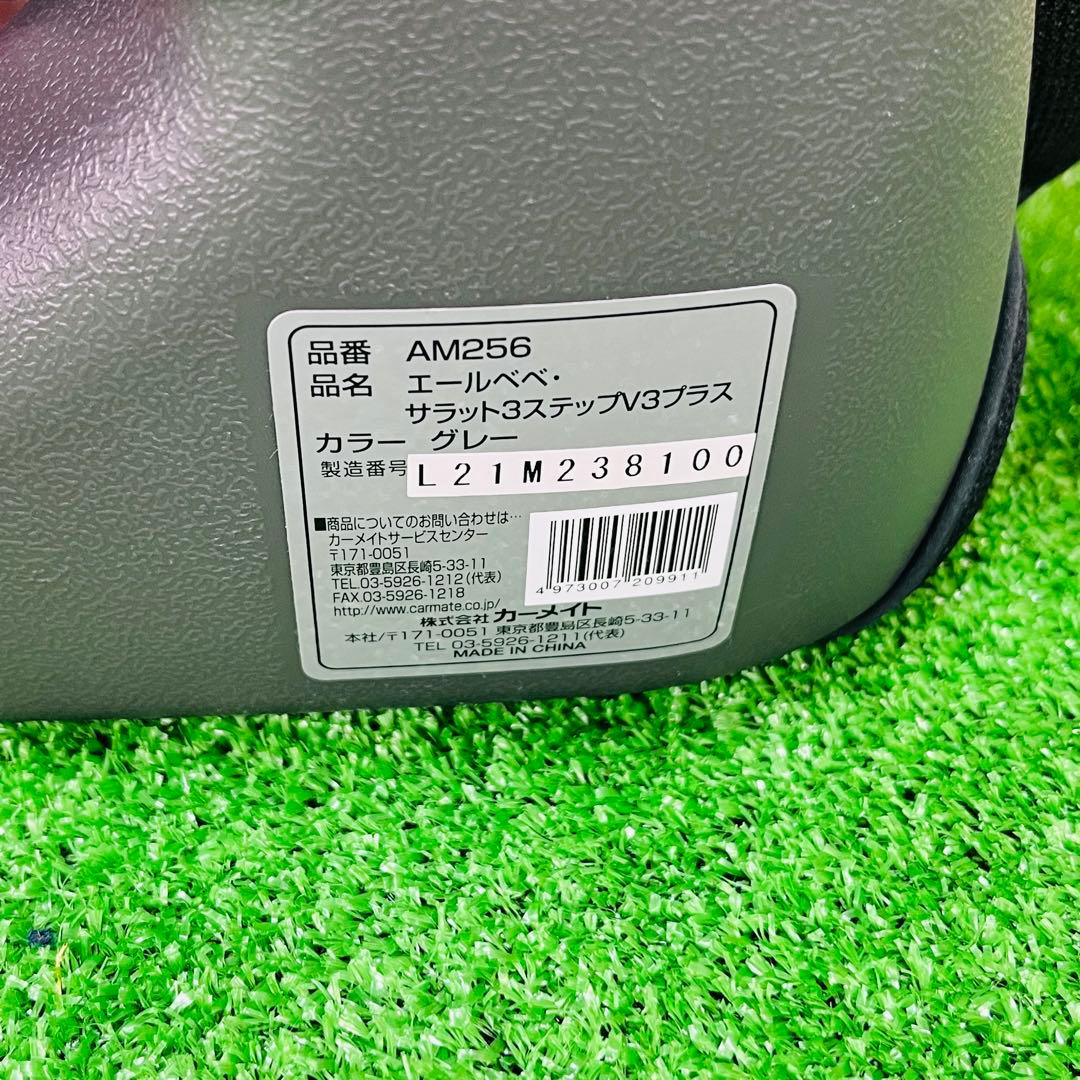 品番 AM256
品名 エールベベ・
サラット3ステップV3プラス
カラー グレー
製造番号 L21M238100
■商品についてのお問い合わせは…
カーメイトサービスセンター
〒171-0051
東京都豊島区長崎5-33-11
TEL.03-5926-1212(代表)
FAX.03-5926-1218
http://www.carmate.co.jp/
4 973007 209911
株式会社 カーメイト
本社/〒171-0051 東京都豊島区長崎5-33-11
TEL 03-5926-1211(代表)
MADE IN CHINA